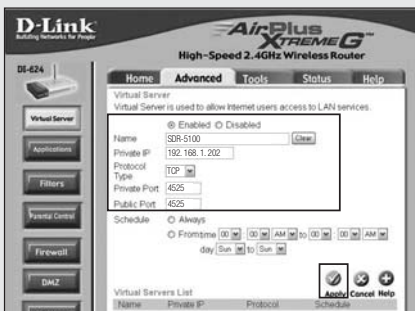 D-Link
Building Networks for People
AirPlus
XTREME G™
High-Speed 2.4GHz Wireless Router
DI-624
Home Advanced Tools Status Help
Virtual Server
Virtual Server is used to allow Internet users access to LAN services.
Enabled Disabled
Name SDR-5100 Clear
Private IP 192.168.1.202
Protocol Type TCP
Private Port 4525
Public Port 4525
Schedule Always
From time 00 : 00 AM to 00 : 00 AM
day Sun to Sun
Apply Cancel Help
Virtual Servers List
Name Private IP Protocol Schedule
Virtual Server
Applications
Filters
Parental Control
Firewall
DMZ